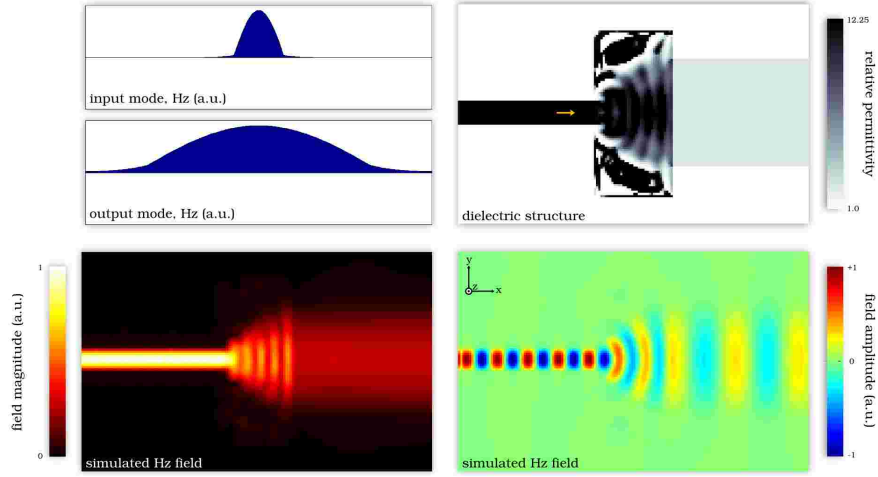 input mode, Hz (a.u.)
output mode, Hz (a.u.)
dielectric structure
12.25
relative permittivity
1.0
1
field magnitude (a.u.)
0
simulated Hz field
y
z
x
simulated Hz field
+1
0
-1
field amplitude (a.u.)